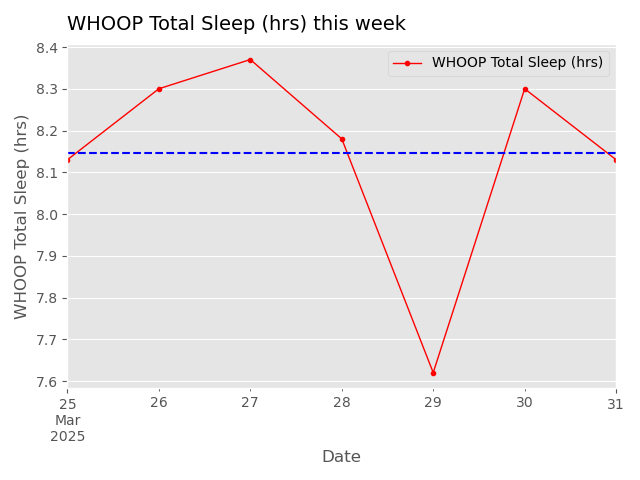 WHOOP Total Sleep (hrs) this week
WHOOP Total Sleep (hrs)
WHOOP Total Sleep (hrs)
8.4
8.3
8.2
8.1
8.0
7.9
7.8
7.7
7.6
25 26 27 28 29 30 31
Mar
2025
Date